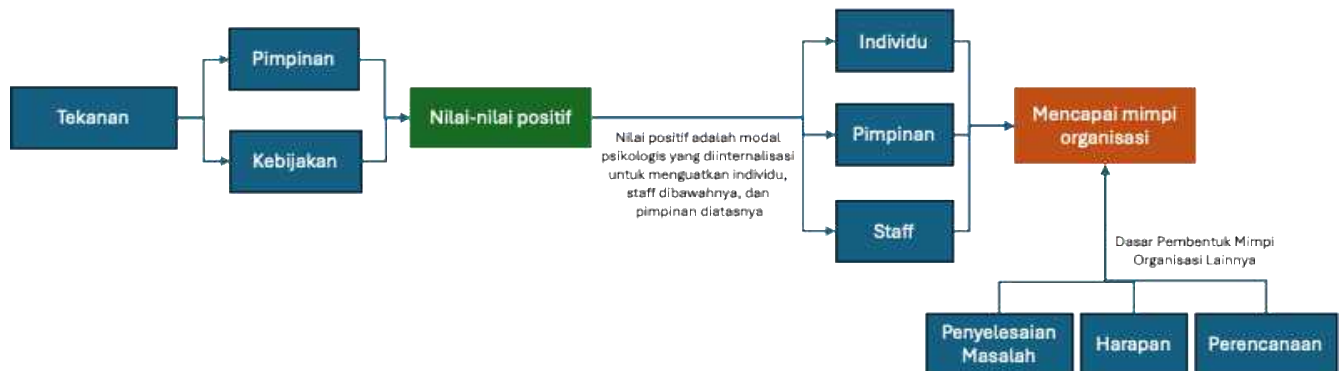 Tekanan
Pimpinan
Kebijakan
Nilai-nilai positif
Nilai positif adalah modal
psikologis yang diinternalisasi
untuk menguatkan individu,
staff dibawahnya, dan
pimpinan diatasnya
Individu
Pimpinan
Staff
Mencapai mimpi
organisasi
Dasar Pembentuk Mimpi
Organisasi Lainnya
Penyelesaian
Masalah
Harapan
Perencanaan